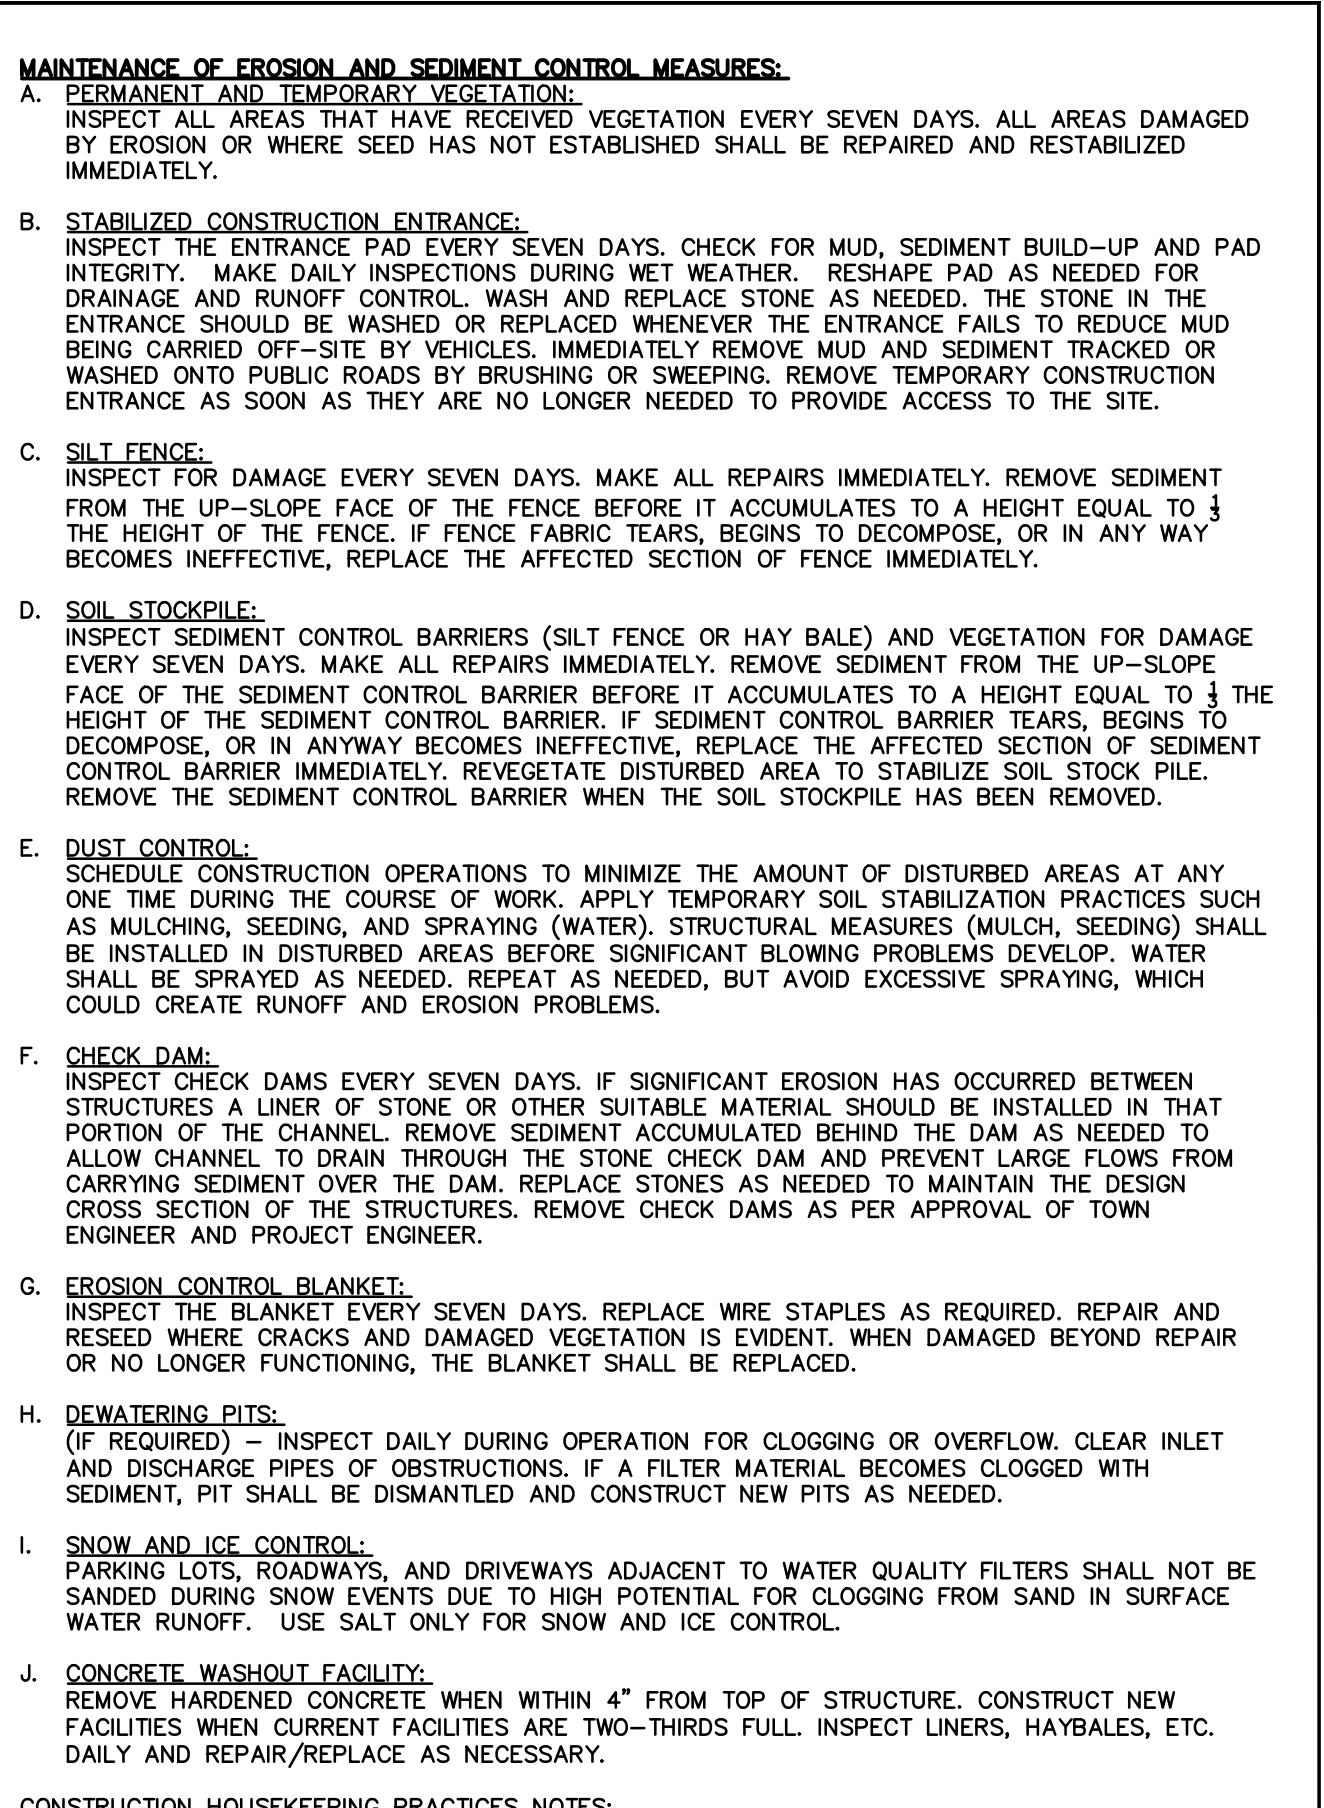 MAINTENANCE OF EROSION AND SEDIMENT CONTROL MEASURES:
A. PERMANENT AND TEMPORARY VEGETATION:
INSPECT ALL AREAS THAT HAVE RECEIVED VEGETATION EVERY SEVEN DAYS. ALL AREAS DAMAGED
BY EROSION OR WHERE SEED HAS NOT ESTABLISHED SHALL BE REPAIRED AND RESTABILIZED
IMMEDIATELY.
B. STABILIZED CONSTRUCTION ENTRANCE:
INSPECT THE ENTRANCE PAD EVERY SEVEN DAYS. CHECK FOR MUD, SEDIMENT BUILD-UP AND PAD
INTEGRITY. MAKE DAILY INSPECTIONS DURING WET WEATHER. RESHAPE PAD AS NEEDED FOR
DRAINAGE AND RUNOFF CONTROL. WASH AND REPLACE STONE AS NEEDED. THE STONE IN THE
ENTRANCE SHOULD BE WASHED OR REPLACED WHENEVER THE ENTRANCE FAILS TO REDUCE MUD
BEING CARRIED OFF-SITE BY VEHICLES. IMMEDIATELY REMOVE MUD AND SEDIMENT TRACKED OR
WASHED ONTO PUBLIC ROADS BY BRUSHING OR SWEEPING. REMOVE TEMPORARY CONSTRUCTION
ENTRANCE AS SOON AS THEY ARE NO LONGER NEEDED TO PROVIDE ACCESS TO THE SITE.
C. SILT FENCE:
INSPECT FOR DAMAGE EVERY SEVEN DAYS. MAKE ALL REPAIRS IMMEDIATELY. REMOVE SEDIMENT
FROM THE UP-SLOPE FACE OF THE FENCE BEFORE IT ACCUMULATES TO A HEIGHT EQUAL TO 1/3
THE HEIGHT OF THE FENCE. IF FENCE FABRIC TEARS, BEGINS TO DECOMPOSE, OR IN ANY WAY
BECOMES INEFFECTIVE, REPLACE THE AFFECTED SECTION OF FENCE IMMEDIATELY.
D. SOIL STOCKPILE:
INSPECT SEDIMENT CONTROL BARRIERS (SILT FENCE OR HAY BALE) AND VEGETATION FOR DAMAGE
EVERY SEVEN DAYS. MAKE ALL REPAIRS IMMEDIATELY. REMOVE SEDIMENT FROM THE UP-SLOPE
FACE OF THE SEDIMENT CONTROL BARRIER BEFORE IT ACCUMULATES TO A HEIGHT EQUAL TO 1/3 THE
HEIGHT OF THE SEDIMENT CONTROL BARRIER. IF SEDIMENT CONTROL BARRIER TEARS, BEGINS TO
DECOMPOSE, OR IN ANYWAY BECOMES INEFFECTIVE, REPLACE THE AFFECTED SECTION OF SEDIMENT
CONTROL BARRIER IMMEDIATELY. REVEGETATE DISTURBED AREA TO STABILIZE SOIL STOCK PILE.
REMOVE THE SEDIMENT CONTROL BARRIER WHEN THE SOIL STOCKPILE HAS BEEN REMOVED.
E. DUST CONTROL:
SCHEDULE CONSTRUCTION OPERATIONS TO MINIMIZE THE AMOUNT OF DISTURBED AREAS AT ANY
ONE TIME DURING THE COURSE OF WORK. APPLY TEMPORARY SOIL STABILIZATION PRACTICES SUCH
AS MULCHING, SEEDING, AND SPRAYING (WATER). STRUCTURAL MEASURES (MULCH, SEEDING) SHALL
BE INSTALLED IN DISTURBED AREAS BEFORE SIGNIFICANT BLOWING PROBLEMS DEVELOP. WATER
SHALL BE SPRAYED AS NEEDED. REPEAT AS NEEDED, BUT AVOID EXCESSIVE SPRAYING, WHICH
COULD CREATE RUNOFF AND EROSION PROBLEMS.
F. CHECK DAM:
INSPECT CHECK DAMS EVERY SEVEN DAYS. IF SIGNIFICANT EROSION HAS OCCURRED BETWEEN
STRUCTURES A LINER OF STONE OR OTHER SUITABLE MATERIAL SHOULD BE INSTALLED IN THAT
PORTION OF THE CHANNEL. REMOVE SEDIMENT ACCUMULATED BEHIND THE DAM AS NEEDED TO
ALLOW CHANNEL TO DRAIN THROUGH THE STONE CHECK DAM AND PREVENT LARGE FLOWS FROM
CARRYING SEDIMENT OVER THE DAM. REPLACE STONES AS NEEDED TO MAINTAIN THE DESIGN
CROSS SECTION OF THE STRUCTURES. REMOVE CHECK DAMS AS PER APPROVAL OF TOWN
ENGINEER AND PROJECT ENGINEER.
G. EROSION CONTROL BLANKET:
INSPECT THE BLANKET EVERY SEVEN DAYS. REPLACE WIRE STAPLES AS REQUIRED. REPAIR AND
RESEED WHERE CRACKS AND DAMAGED VEGETATION IS EVIDENT. WHEN DAMAGED BEYOND REPAIR
OR NO LONGER FUNCTIONING, THE BLANKET SHALL BE REPLACED.
H. DEWATERING PITS:
(IF REQUIRED) - INSPECT DAILY DURING OPERATION FOR CLOGGING OR OVERFLOW. CLEAR INLET
AND DISCHARGE PIPES OF OBSTRUCTIONS. IF A FILTER MATERIAL BECOMES CLOGGED WITH
SEDIMENT, PIT SHALL BE DISMANTLED AND CONSTRUCT NEW PITS AS NEEDED.
I. SNOW AND ICE CONTROL:
PARKING LOTS, ROADWAYS, AND DRIVEWAYS ADJACENT TO WATER QUALITY FILTERS SHALL NOT BE
SANDED DURING SNOW EVENTS DUE TO HIGH POTENTIAL FOR CLOGGING FROM SAND IN SURFACE
WATER RUNOFF. USE SALT ONLY FOR SNOW AND ICE CONTROL.
J. CONCRETE WASHOUT FACILITY:
REMOVE HARDENED CONCRETE WHEN WITHIN 4" FROM TOP OF STRUCTURE. CONSTRUCT NEW
FACILITIES WHEN CURRENT FACILITIES ARE TWO-THIRDS FULL. INSPECT LINERS, HAYBALES, ETC.
DAILY AND REPAIR/REPLACE AS NECESSARY.
CONSTRUCTION HOUSEKEEPING PRACTICES NOTES: